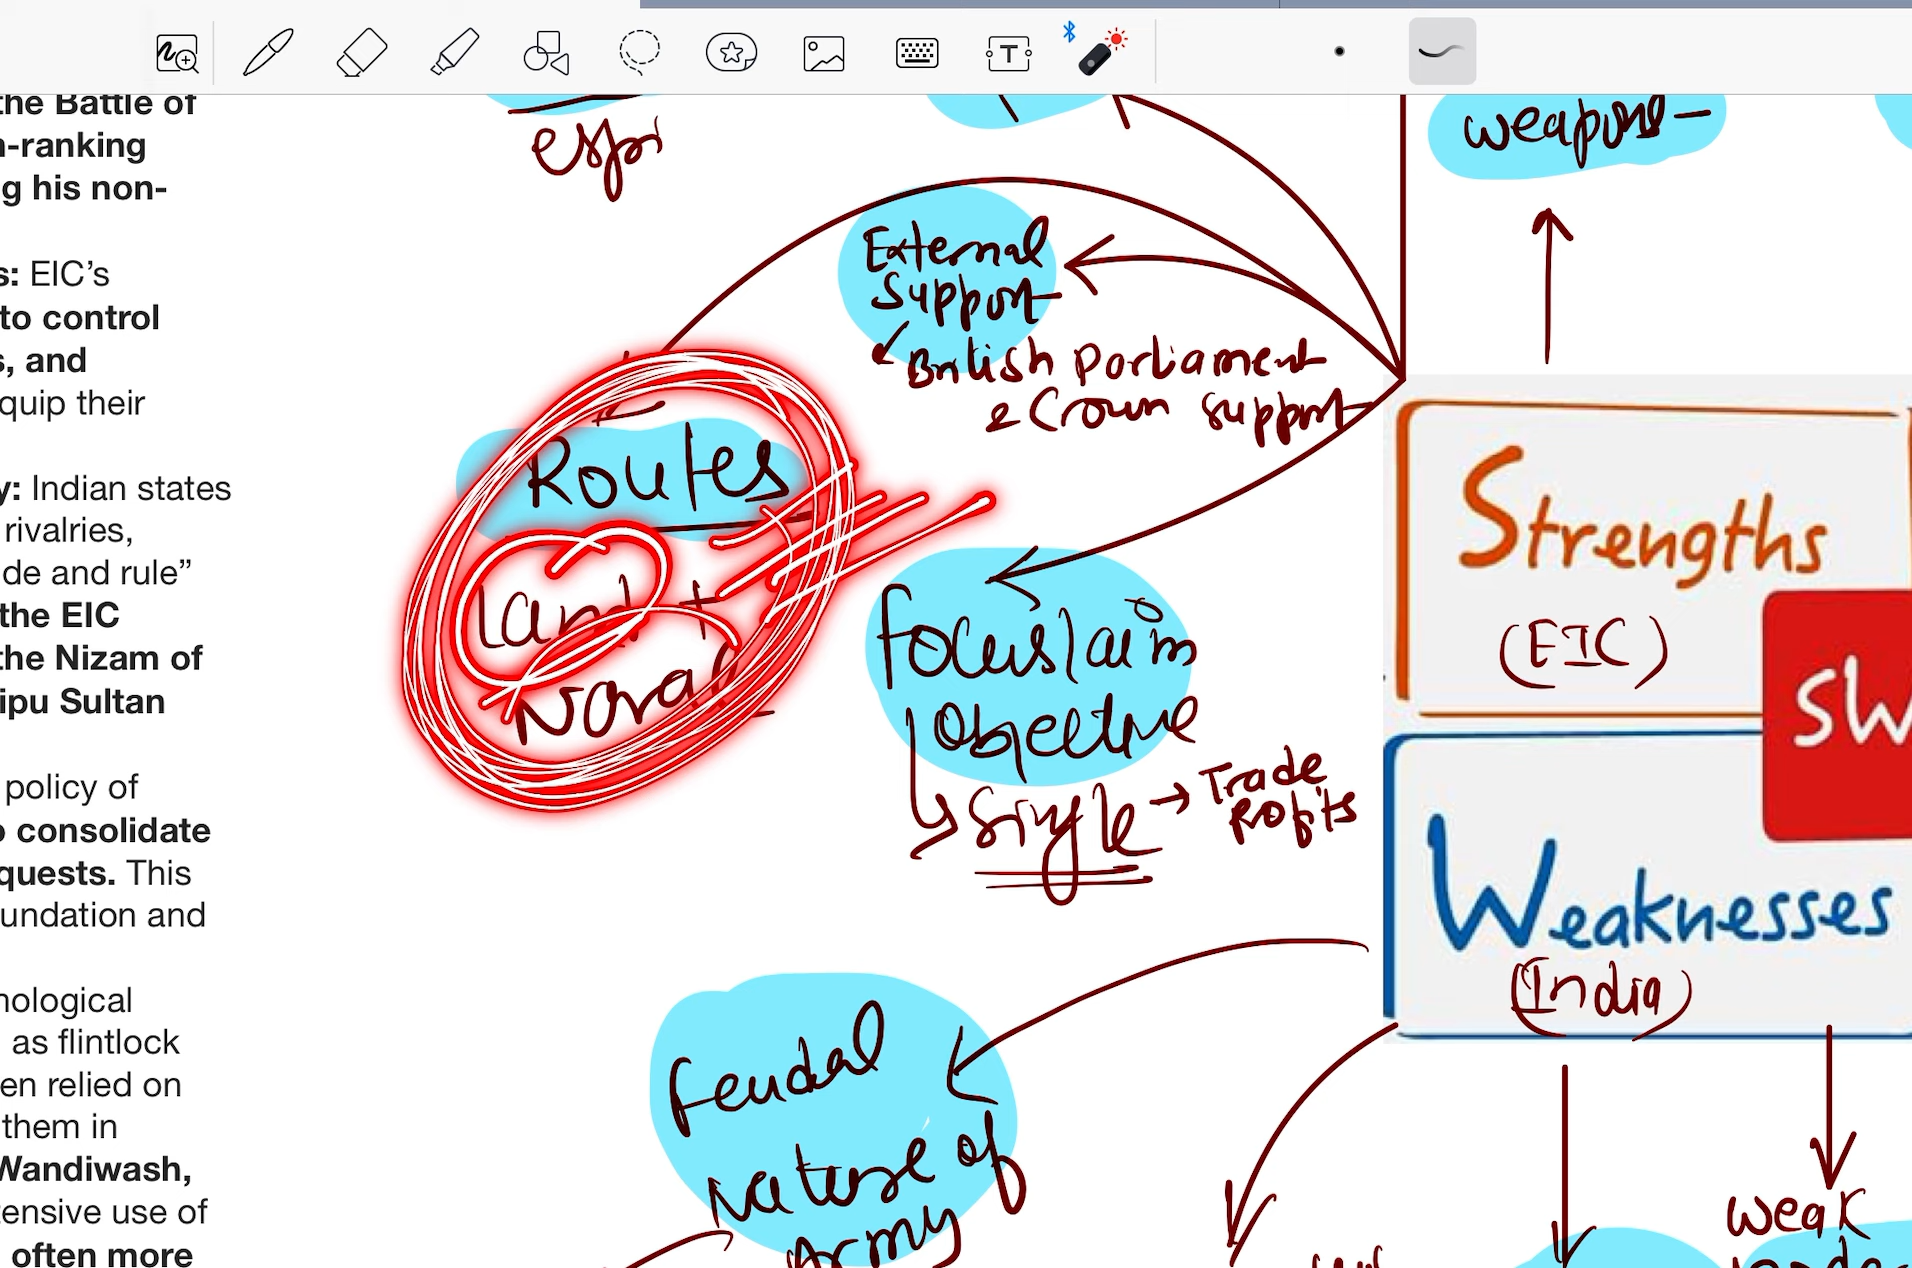 the Battle of
n-ranking
g his non-
s: EIC’s
to control
s, and
quip their
y: Indian states
rivalries,
de and rule”
the EIC
the Nizam of
ipu Sultan
policy of
consolidate
quests. This
undation and
nological
as flintlock
en relied on
them in
Wandiwash,
tensive use of
often more
weapons
External
Support
British Parliament
& Crown support
Routes
Land +
Naval
Focus/aim
objective
Single → Trade
Profits
Strengths
(EIC)
SW
Weaknesses
(India)
Feudal
Nature of
Army
weak